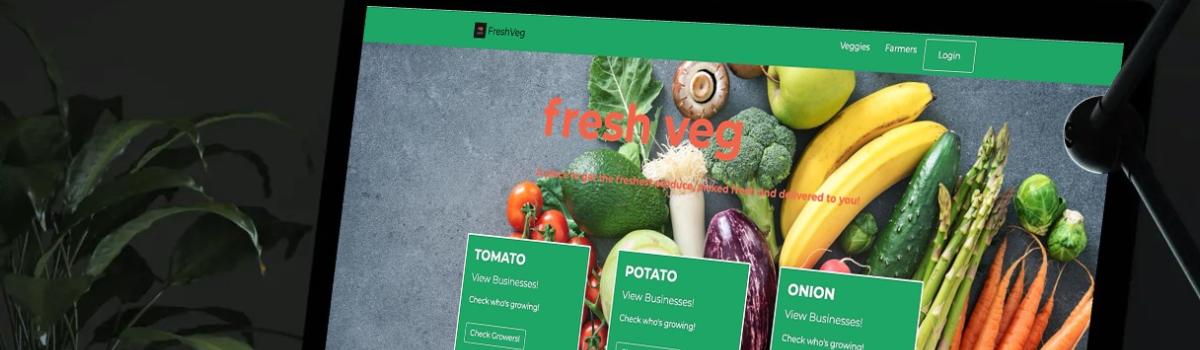 FreshVeg
Veggies Farmers Login
fresh veg
to get the freshest produce, picked fresh and delivered to you!
TOMATO
View Businesses!
Check who's growing!
Check Growers!
POTATO
View Businesses!
Check who's growing!
ONION
View Businesses!
Check who's growing!